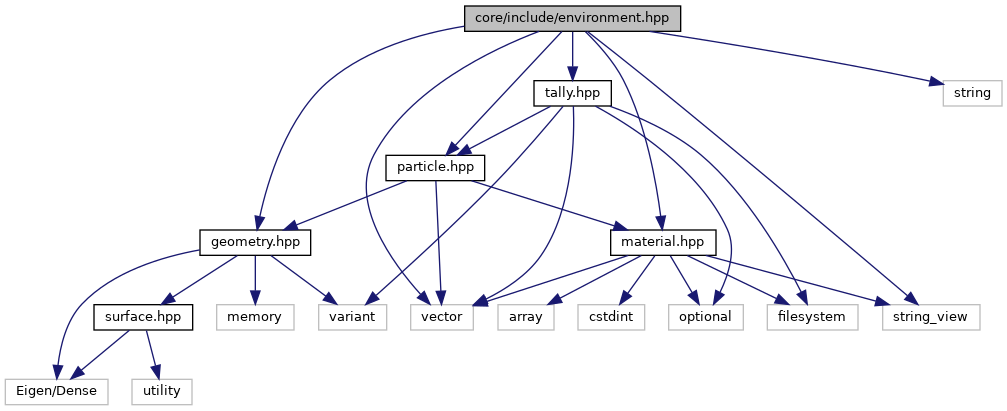 core/include/environment.hpp
tally.hpp
string
particle.hpp
geometry.hpp
material.hpp
surface.hpp
memory
variant
vector
array
cstdint
optional
filesystem
string_view
Eigen/Dense
utility